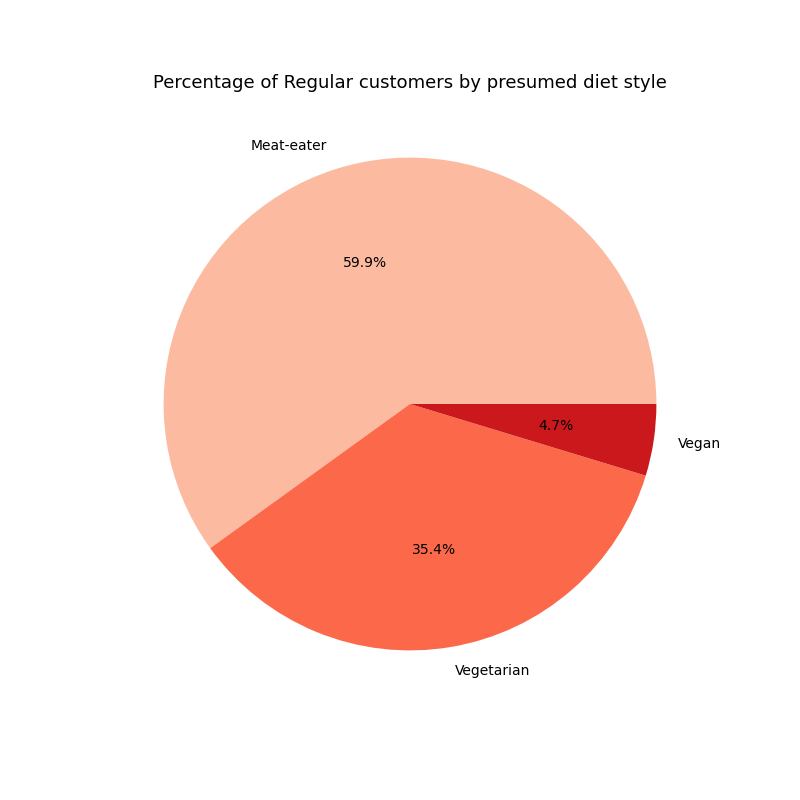 Percentage of Regular customers by presumed diet style
Meat-eater
59.9%
4.7%
Vegan
35.4%
Vegetarian